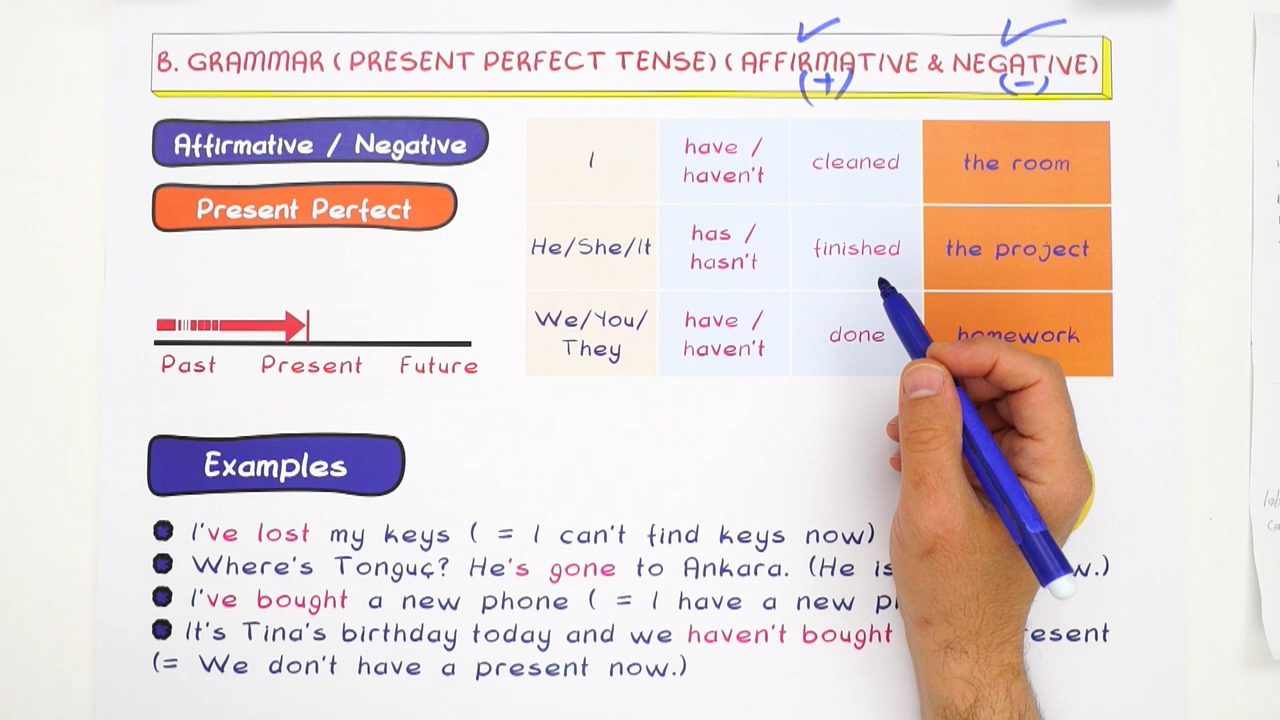 B. GRAMMAR ( PRESENT PERFECT TENSE) ( AFFIRMATIVE & NEGATIVE)
(+) (-)
Affirmative / Negative
Present Perfect
I have / haven't cleaned the room
He/She/It has / hasn't finished the project
We/You/They have / haven't done homework
Past Present Future
Examples
I've lost my keys ( = I can't find keys now)
Where's Tonguç? He's gone to Ankara. (He is w.)
I've bought a new phone ( = I have a new
It's Tina's birthday today and we haven't bought resent
(= We don't have a present now.)